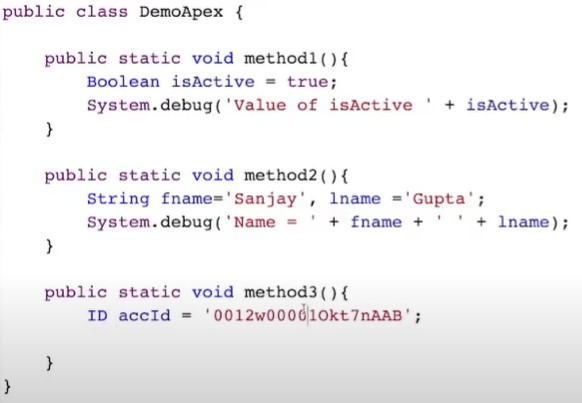 public class DemoApex {
public static void method1(){
Boolean isActive = true;
System.debug('Value of isActive ' + isActive);
}
public static void method2(){
String fname='Sanjay', lname ='Gupta';
System.debug('Name = ' + fname + ' ' + lname);
}
public static void method3(){
ID accId = '0012w00001Okt7nAAB';
}
}